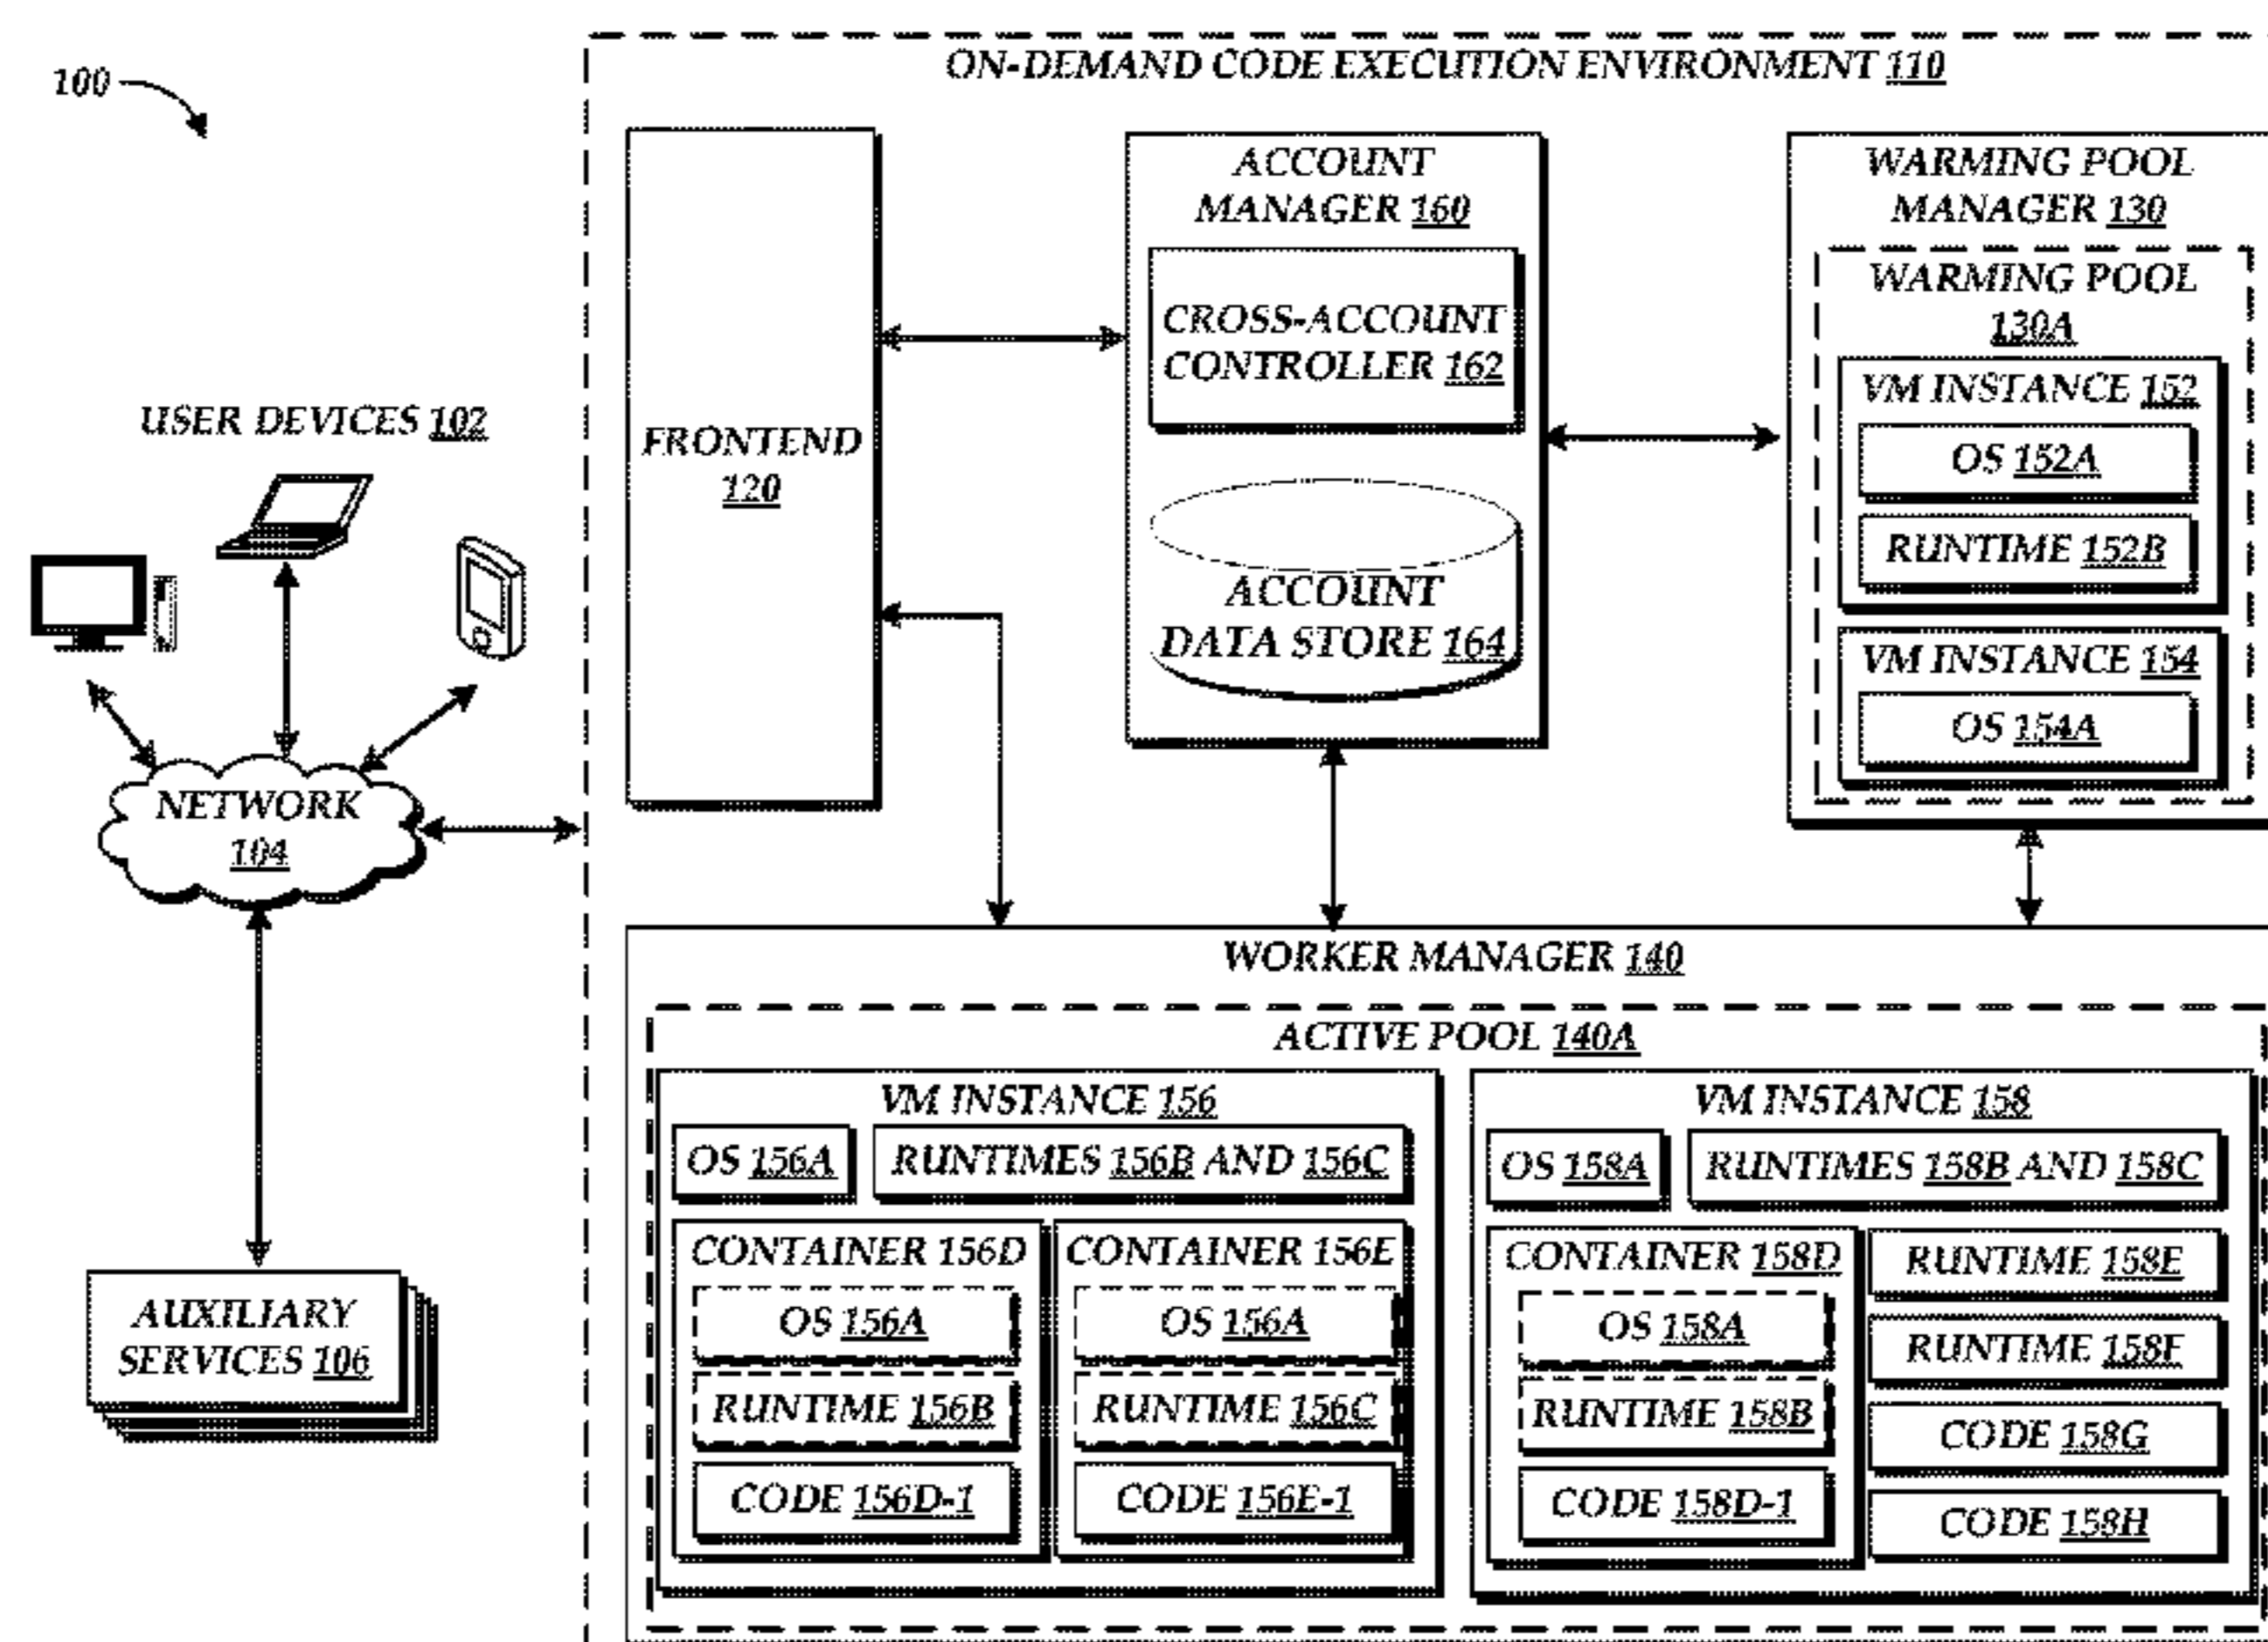 100
ON-DEMAND CODE EXECUTION ENVIRONMENT 110
USER DEVICES 102
NETWORK
104
AUXILIARY
SERVICES 106
FRONTEND
120
ACCOUNT
MANAGER 160
CROSS-ACCOUNT
CONTROLLER 162
ACCOUNT
DATA STORE 164
WARMING POOL
MANAGER 130
WARMING POOL
130A
VM INSTANCE 152
OS 152A
RUNTIME 152B
VM INSTANCE 154
OS 154A
WORKER MANAGER 140
ACTIVE POOL 140A
VM INSTANCE 156
OS 156A
RUNTIMES 156B AND 156C
CONTAINER 156D
OS 156A
RUNTIME 156B
CODE 156D-1
CONTAINER 156E
OS 156A
RUNTIME 156C
CODE 156E-1
VM INSTANCE 158
OS 158A
RUNTIMES 158B AND 158C
CONTAINER 158D
OS 158A
RUNTIME 158B
CODE 158D-1
RUNTIME 158E
RUNTIME 158F
CODE 158G
CODE 158H